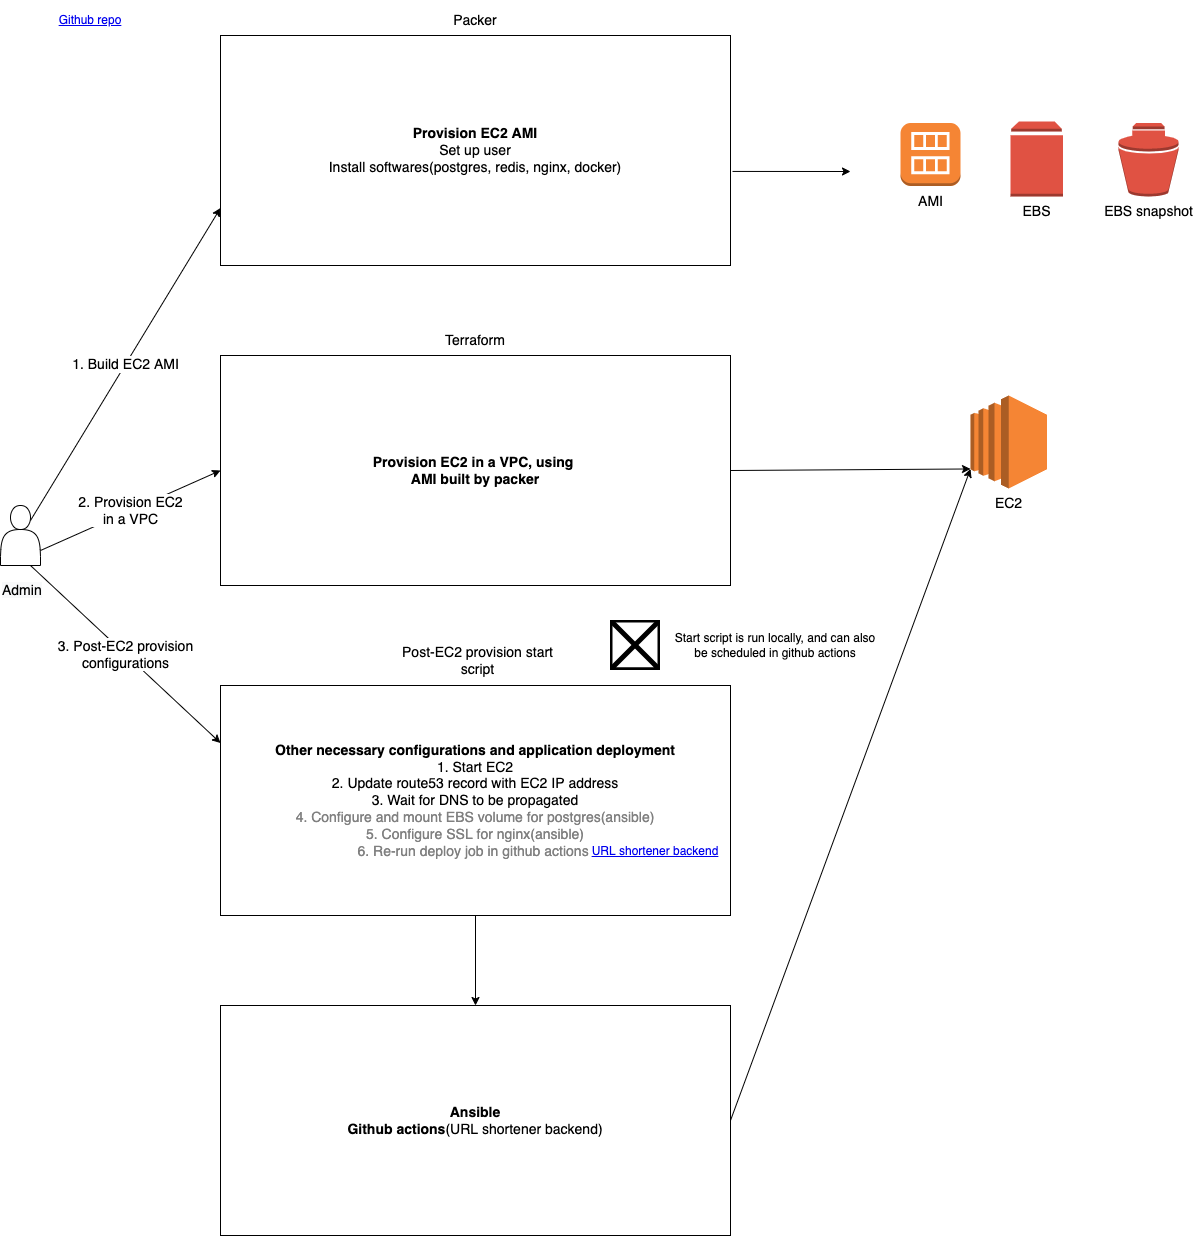 Github repo
Packer
Provision EC2 AMI
Set up user
Install softwares(postgres, redis, nginx, docker)
AMI
EBS
EBS snapshot
1. Build EC2 AMI
Terraform
Provision EC2 in a VPC, using
AMI built by packer
EC2
2. Provision EC2
in a VPC
Admin
3. Post-EC2 provision
configurations
Post-EC2 provision start
script
Start script is run locally, and can also
be scheduled in github actions
Other necessary configurations and application deployment
1. Start EC2
2. Update route53 record with EC2 IP address
3. Wait for DNS to be propagated
4. Configure and mount EBS volume for postgres(ansible)
5. Configure SSL for nginx(ansible)
6. Re-run deploy job in github actions URL shortener backend
Ansible
Github actions(URL shortener backend)